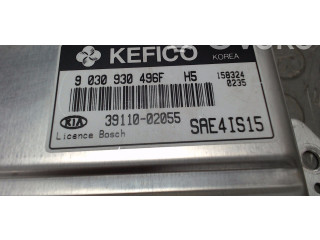 KEFICO
KOREA
9 030 930 496F H5
158324
0235
KIA
39110-02055
Licence Bosch
SAE4IS15